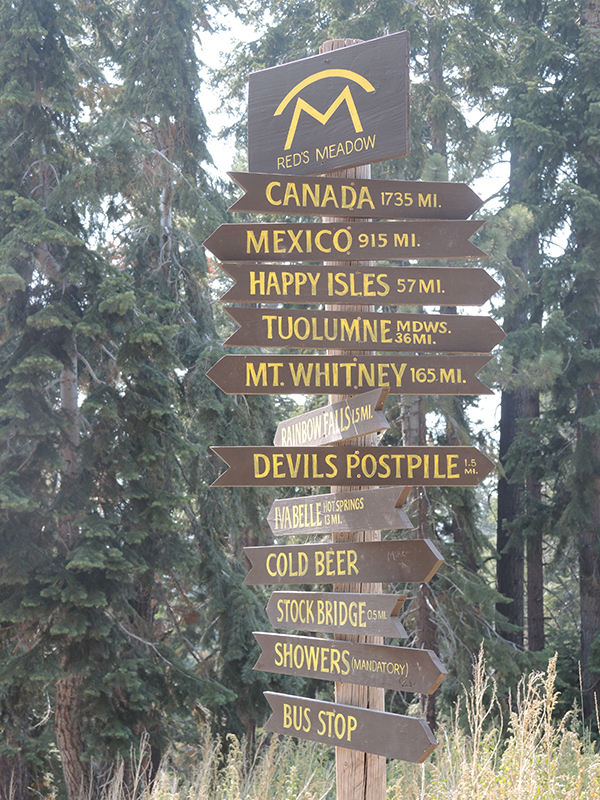 M
RED'S MEADOW
CANADA 1735 MI.
MEXICO 915 MI.
HAPPY ISLES 57 MI.
TUOLUMNE MDWS.
36 MI.
MT. WHITNEY 165 MI.
RAINBOW FALLS 1.5 MI.
DEVILS POSTPILE 1.5
MI.
IVA BELLE HOT SPRINGS
13 MI.
COLD BEER
STOCK BRIDGE 0.5 MI.
SHOWERS (MANDATORY)
BUS STOP